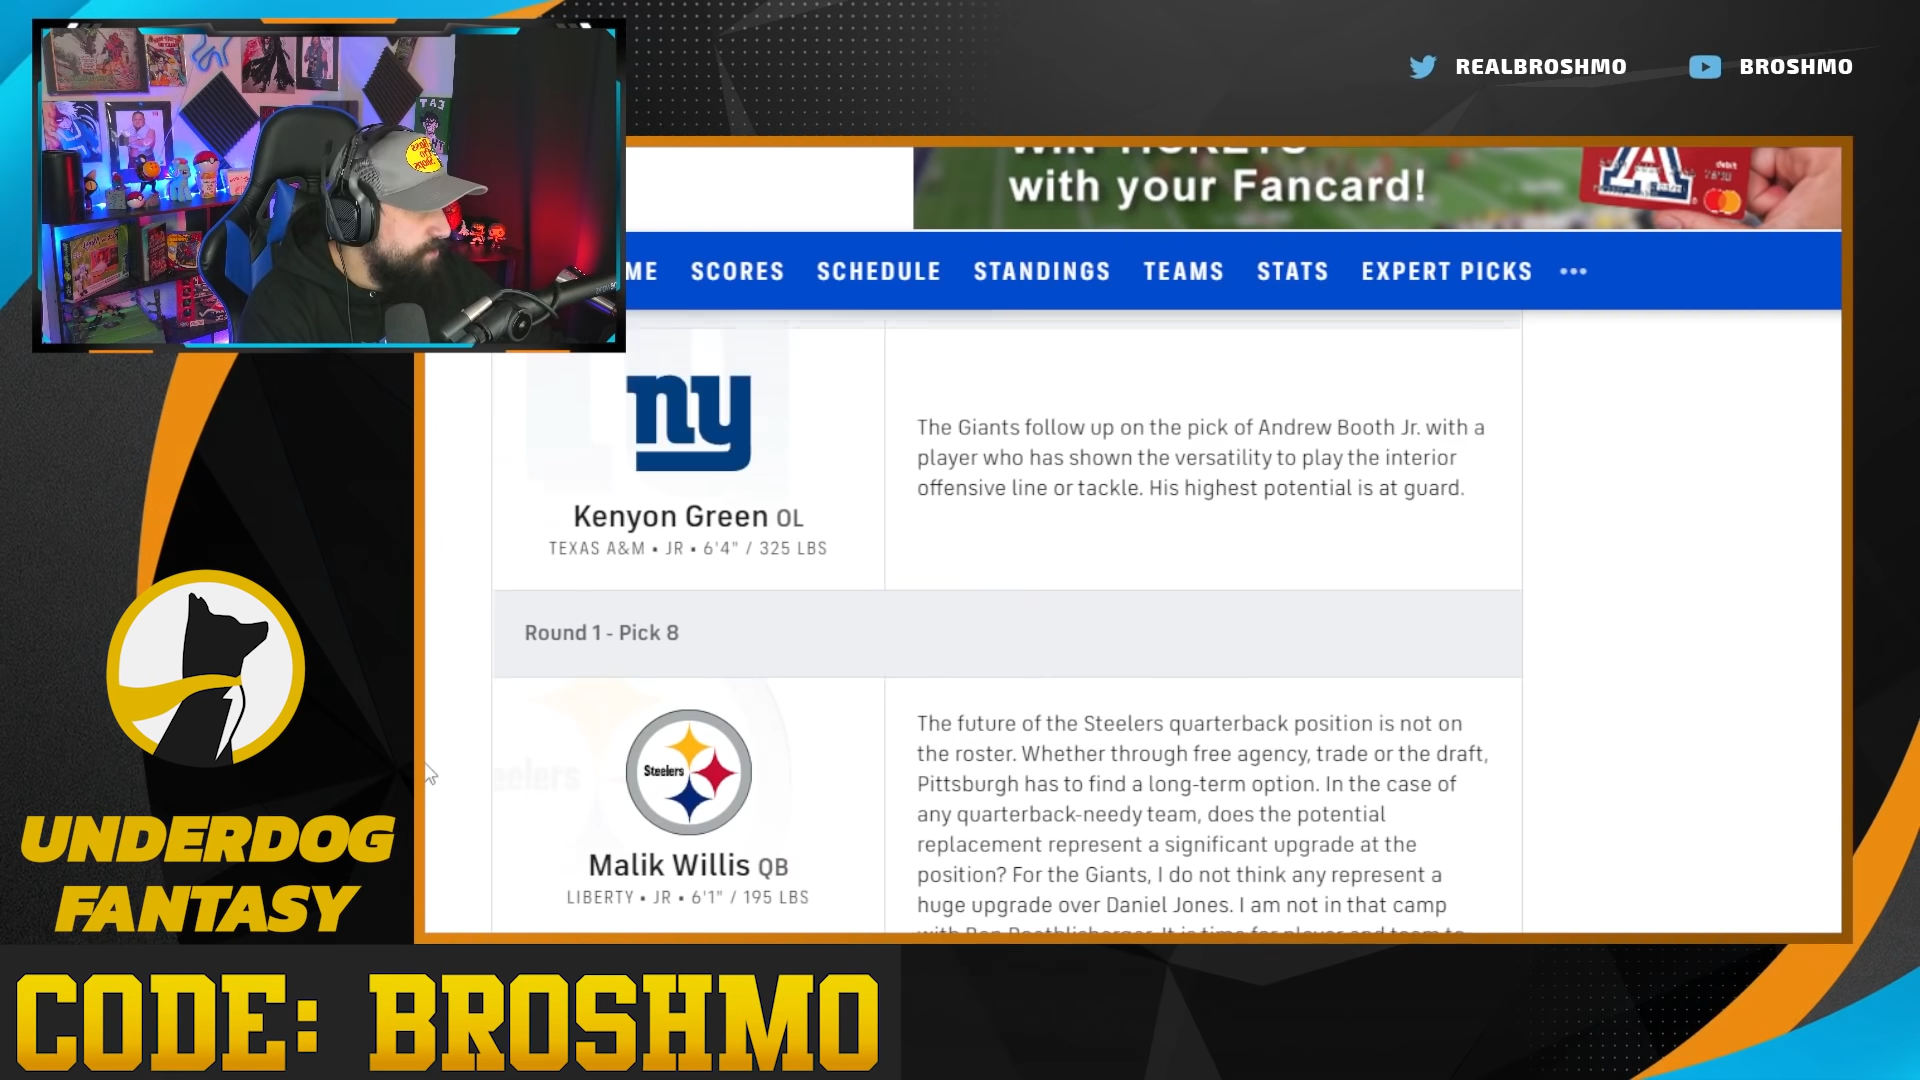 REALBROSHMO
BROSHMO
with your Fancard!
debit
ME SCORES SCHEDULE STANDINGS TEAMS STATS EXPERT PICKS •••
ny
Kenyon Green OL
TEXAS A&M • JR • 6'4" / 325 LBS
The Giants follow up on the pick of Andrew Booth Jr. with a
player who has shown the versatility to play the interior
offensive line or tackle. His highest potential is at guard.
Round 1 - Pick 8
Steelers
Malik Willis QB
LIBERTY • JR • 6'1" / 195 LBS
The future of the Steelers quarterback position is not on
the roster. Whether through free agency, trade or the draft,
Pittsburgh has to find a long-term option. In the case of
any quarterback-needy team, does the potential
replacement represent a significant upgrade at the
position? For the Giants, I do not think any represent a
huge upgrade over Daniel Jones. I am not in that camp
UNDERDOG
FANTASY
CODE: BROSHMO